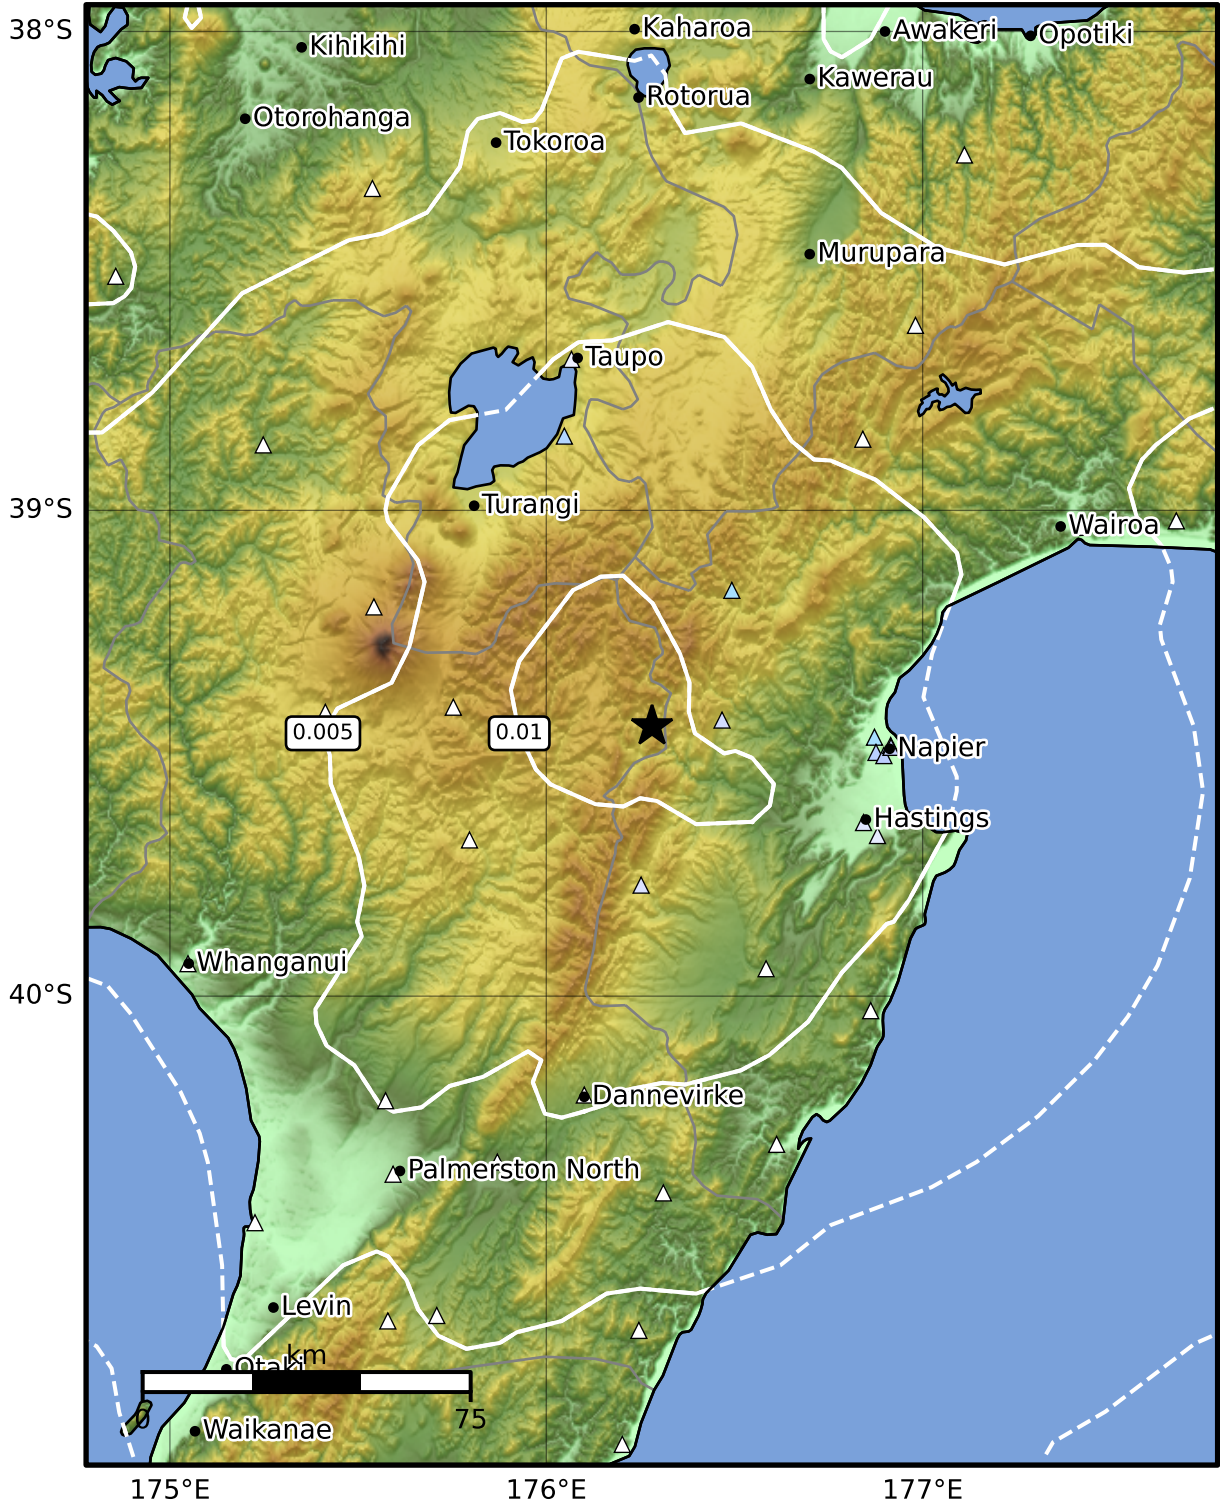 38°S
Kaharoa
Awakeri
Opotiki
Kihikihi
Kawerau
Rotorua
Otorohanga
Tokoroa
Murupara
Taupo
39°S
Turangi
Wairoa
0.005
0.01
Napier
Hastings
Whanganui
40°S
Dannevirke
Palmerston North
Levin
km
Otaki
0
75
Waikanae
175°E
176°E
177°E